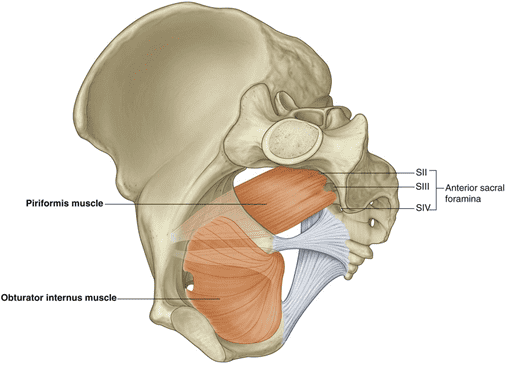 SII
SIII
Anterior sacral
foramina
SIV
Piriformis muscle
Obturator internus muscle